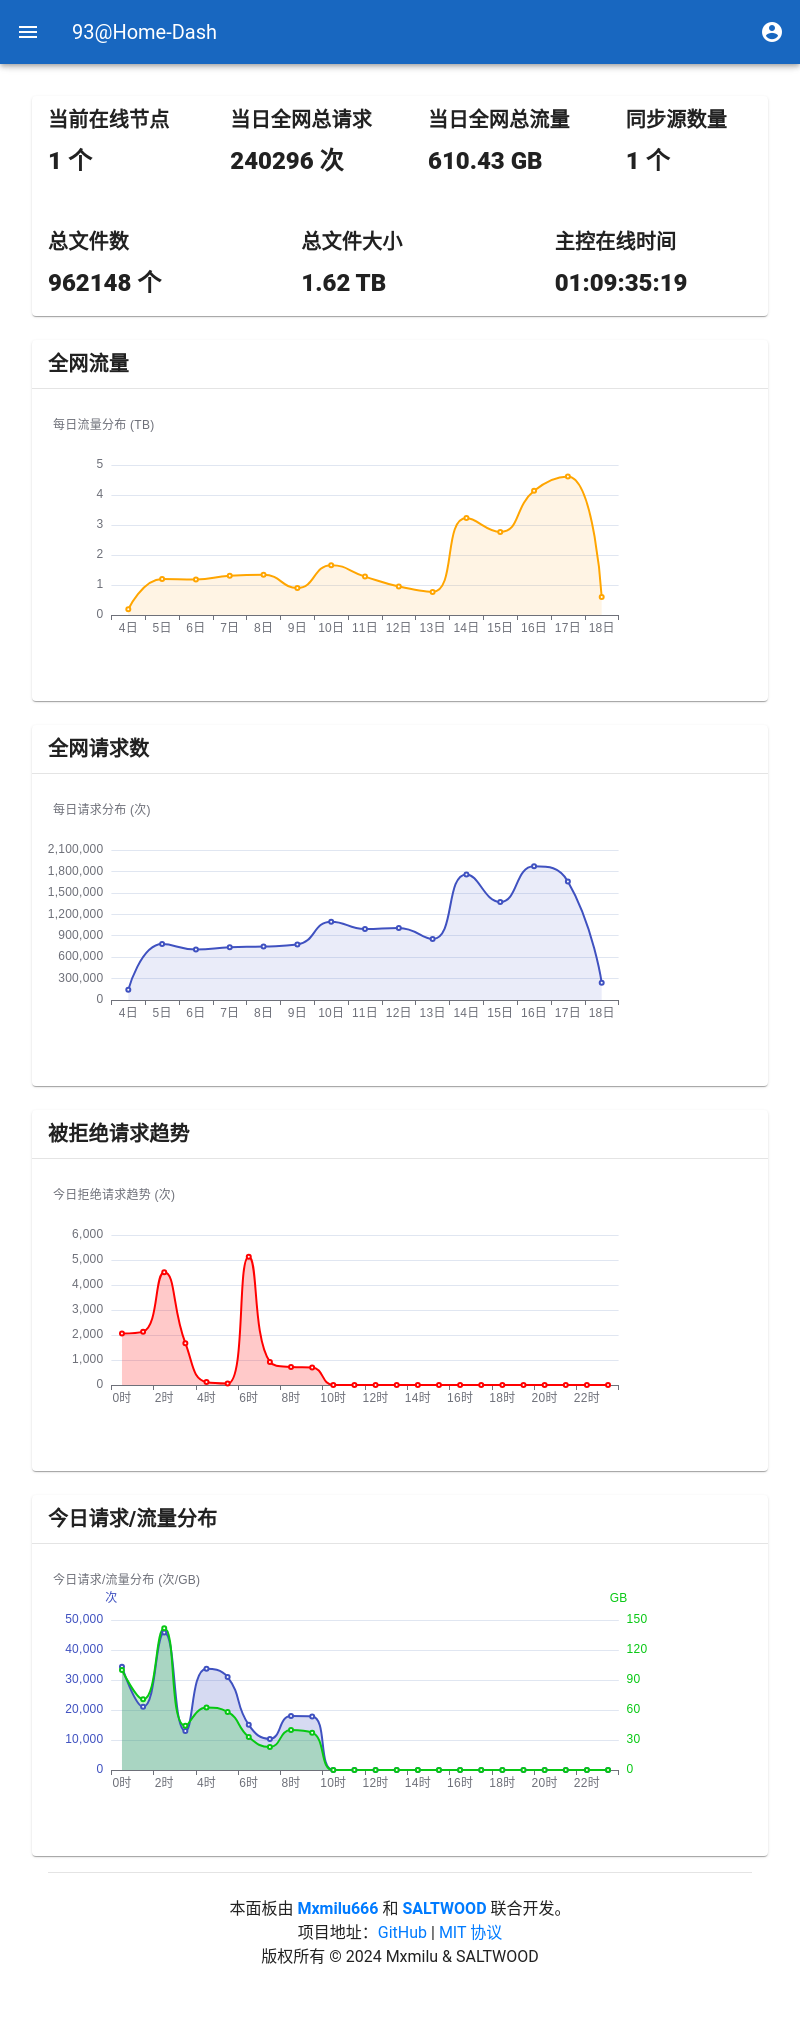 93@Home-Dash
当前在线节点 当日全网总请求 当日全网总流量 同步源数量
1 个 240296 次 610.43 GB 1 个
总文件数 总文件大小 主控在线时间
962148 个 1.62 TB 01:09:35:19
全网流量
每日流量分布 (TB)
5
4
3
2
1
0
4日 5日 6日 7日 8日 9日 10日 11日 12日 13日 14日 15日 16日 17日 18日
全网请求数
每日请求分布 (次)
2,100,000
1,800,000
1,500,000
1,200,000
900,000
600,000
300,000
0
4日 5日 6日 7日 8日 9日 10日 11日 12日 13日 14日 15日 16日 17日 18日
被拒绝请求趋势
今日拒绝请求趋势 (次)
6,000
5,000
4,000
3,000
2,000
1,000
0
0时 2时 4时 6时 8时 10时 12时 14时 16时 18时 20时 22时
今日请求/流量分布
今日请求/流量分布 (次/GB)
次 GB
50,000 150
40,000 120
30,000 90
20,000 60
10,000 30
0 0
0时 2时 4时 6时 8时 10时 12时 14时 16时 18时 20时 22时
本面板由 Mxmilu666 和 SALTWOOD 联合开发。
项目地址：GitHub | MIT 协议
版权所有 © 2024 Mxmilu & SALTWOOD